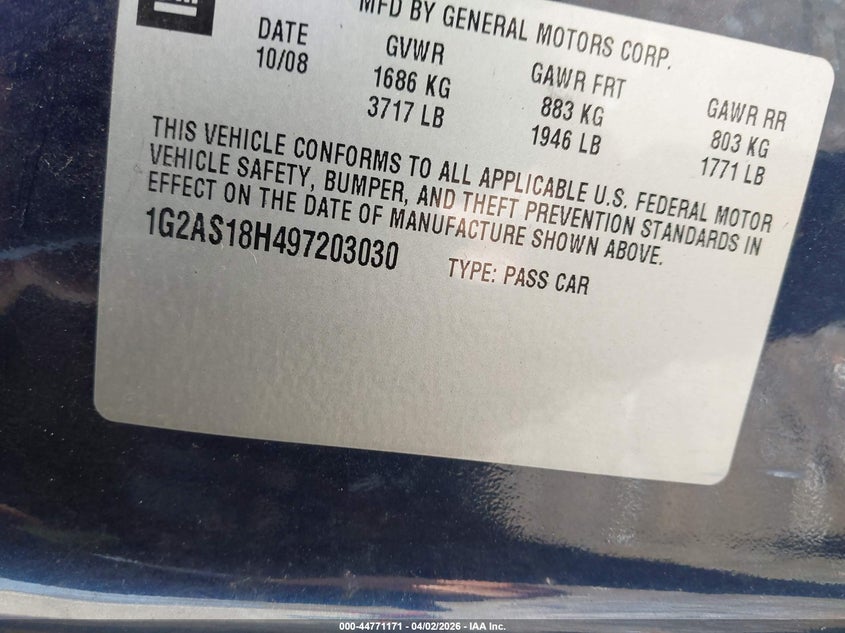 MFD BY GENERAL MOTORS CORP.
DATE GVWR GAWR FRT GAWR RR
10/08 1686 KG 883 KG 803 KG
3717 LB 1946 LB 1771 LB
THIS VEHICLE CONFORMS TO ALL APPLICABLE U.S. FEDERAL MOTOR
VEHICLE SAFETY, BUMPER, AND THEFT PREVENTION STANDARDS IN
EFFECT ON THE DATE OF MANUFACTURE SHOWN ABOVE.
1G2AS18H497203030 TYPE: PASS CAR
000-44771171 - 04/02/2026 - IAA Inc.